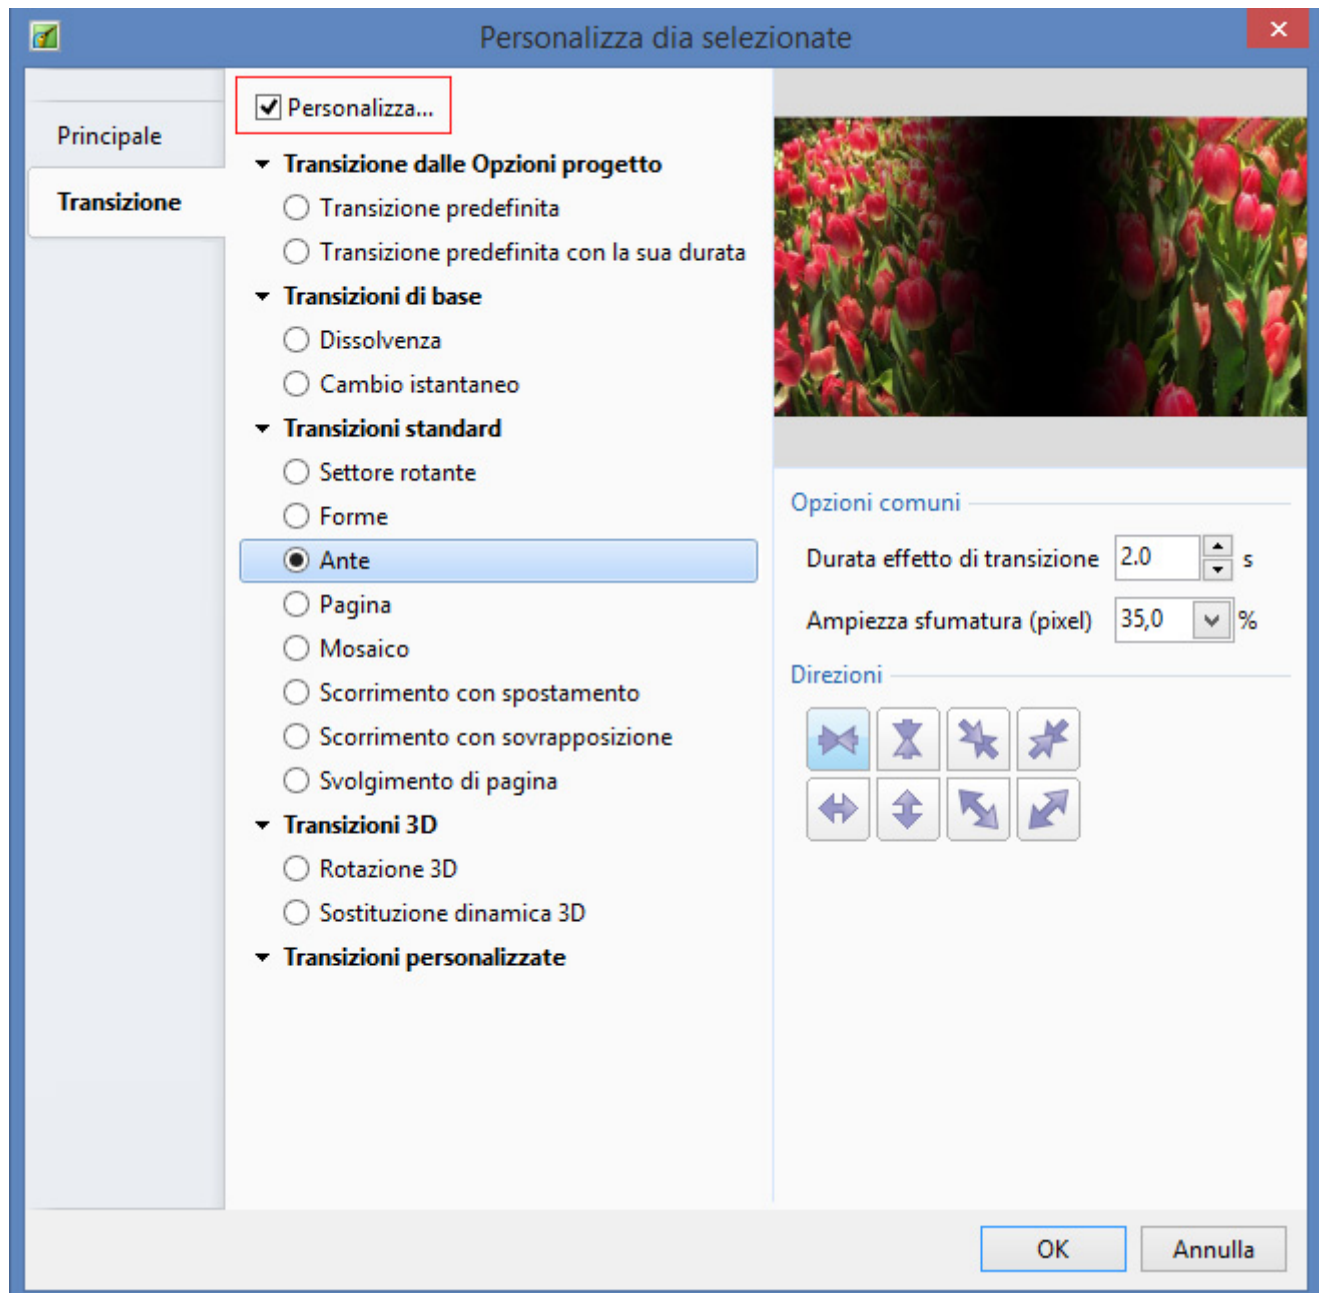 Personalizza dia selezionate
Principale
Transizione
Personalizza...
Transizione dalle Opzioni progetto
Transizione predefinita
Transizione predefinita con la sua durata
Transizioni di base
Dissolvenza
Cambio istantaneo
Transizioni standard
Settore rotante
Forme
Ante
Pagina
Mosaico
Scorrimento con spostamento
Scorrimento con sovrapposizione
Svolgimento di pagina
Transizioni 3D
Rotazione 3D
Sostituzione dinamica 3D
Transizioni personalizzate
Opzioni comuni
Durata effetto di transizione 2.0 s
Ampiezza sfumatura (pixel) 35,0 %
Direzioni
OK Annulla